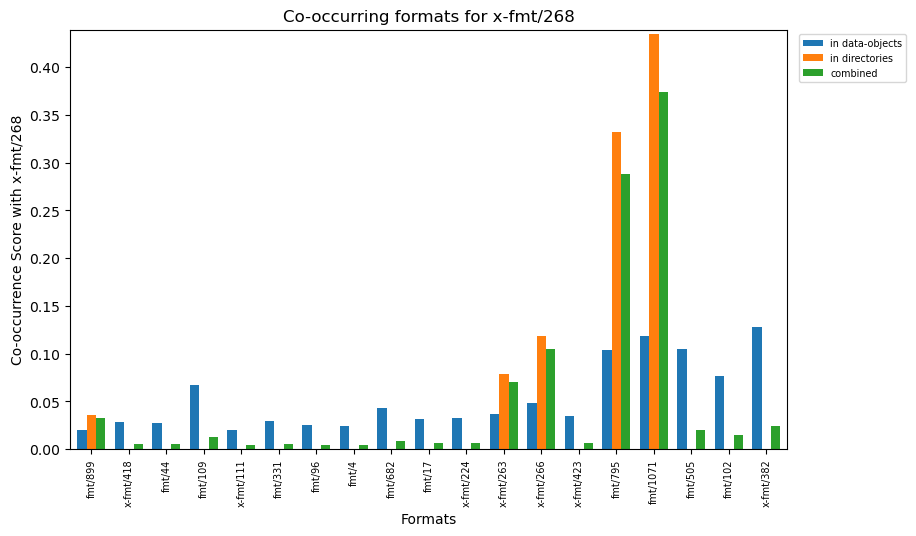 Co-occurring formats for x-fmt/268
in data-objects
in directories
combined
Co-occurrence Score with x-fmt/268
0.40
0.35
0.30
0.25
0.20
0.15
0.10
0.05
0.00
fmt/899
x-fmt/418
fmt/44
fmt/109
x-fmt/111
fmt/331
fmt/96
fmt/4
fmt/682
fmt/17
x-fmt/224
x-fmt/263
x-fmt/266
x-fmt/423
fmt/795
fmt/1071
fmt/505
fmt/102
x-fmt/382
Formats